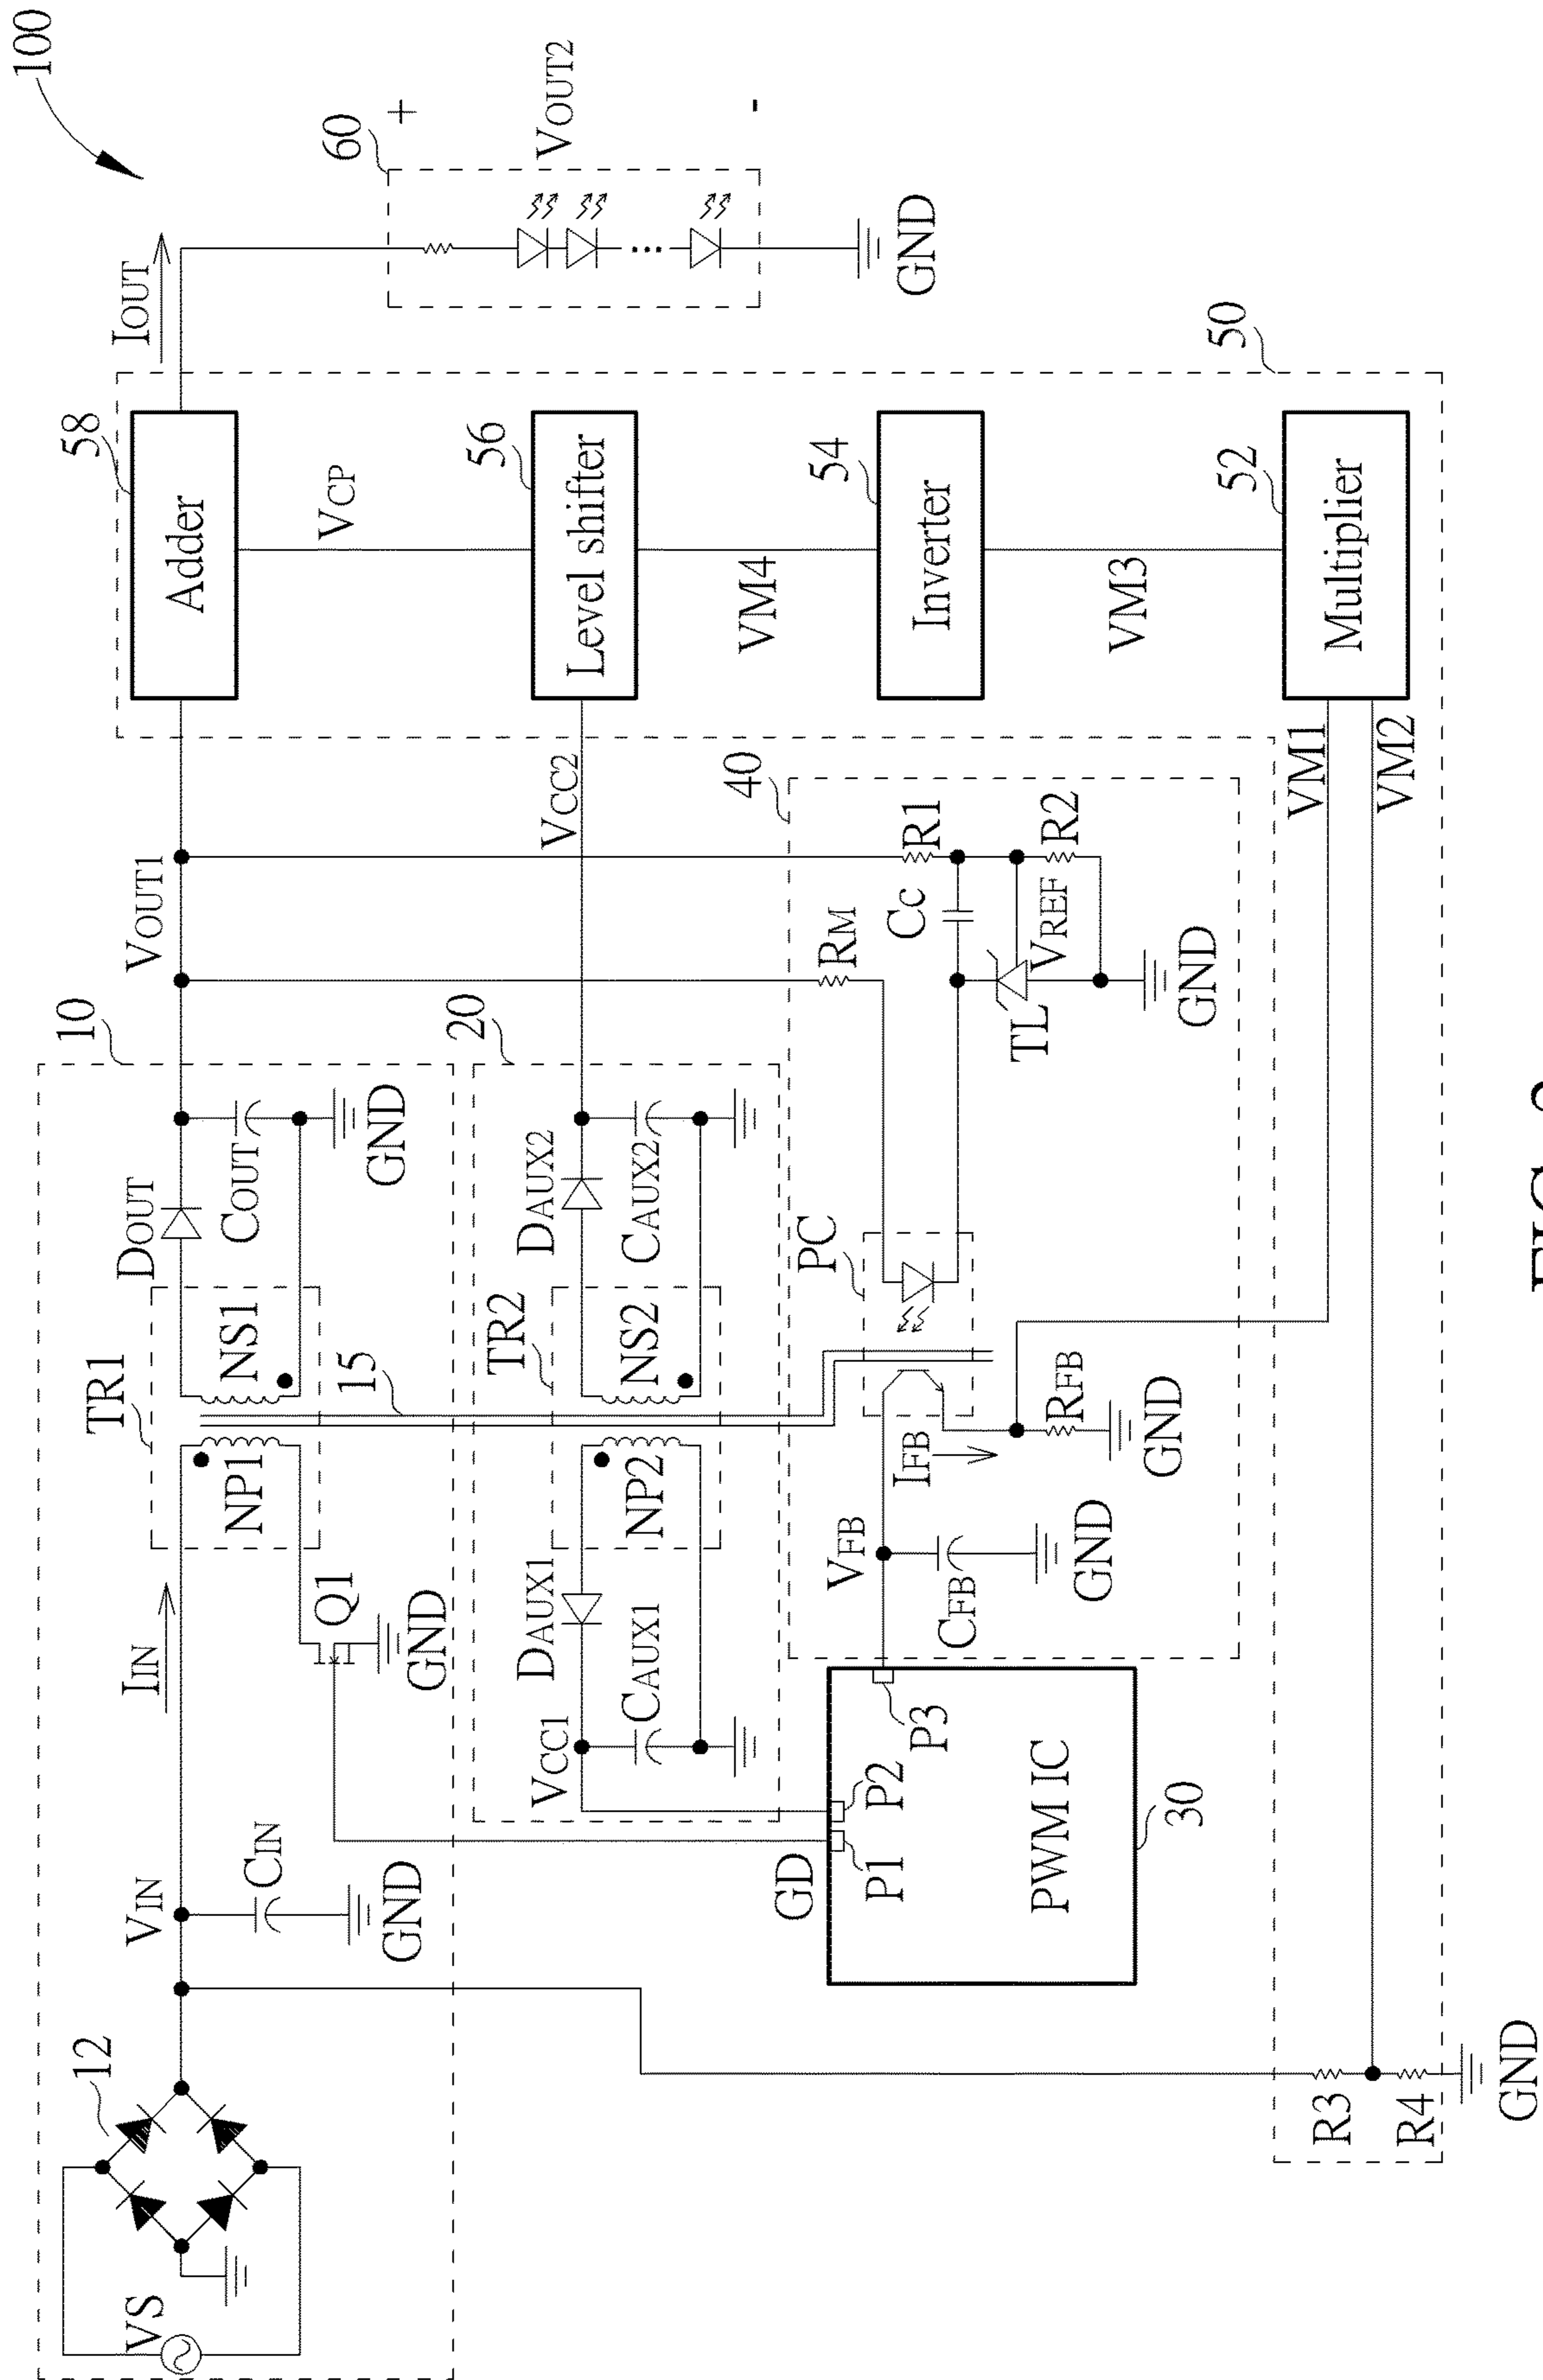 100
60
+
VOUT2
-
GND
IOUT
50
58
Adder
VCP
56
Level shifter
VM4
54
Inverter
VM3
52
Multiplier
VM1
VM2
VOUT1
VCC2
40
R1
CC
R2
RM
VREF
TL
GND
10
DOUT
COUT
GND
20
DAUX2
CAUX2
PC
TR1
NS1
NP1
15
TR2
NS2
NP2
IFB
RFB
GND
VFB
CFB
GND
IIN
Q1
GND
DAUX1
CAUX1
VCC1
VIN
CIN
GND
GD
P1
P2
P3
PWM IC
30
12
VS
R3
R4
GND